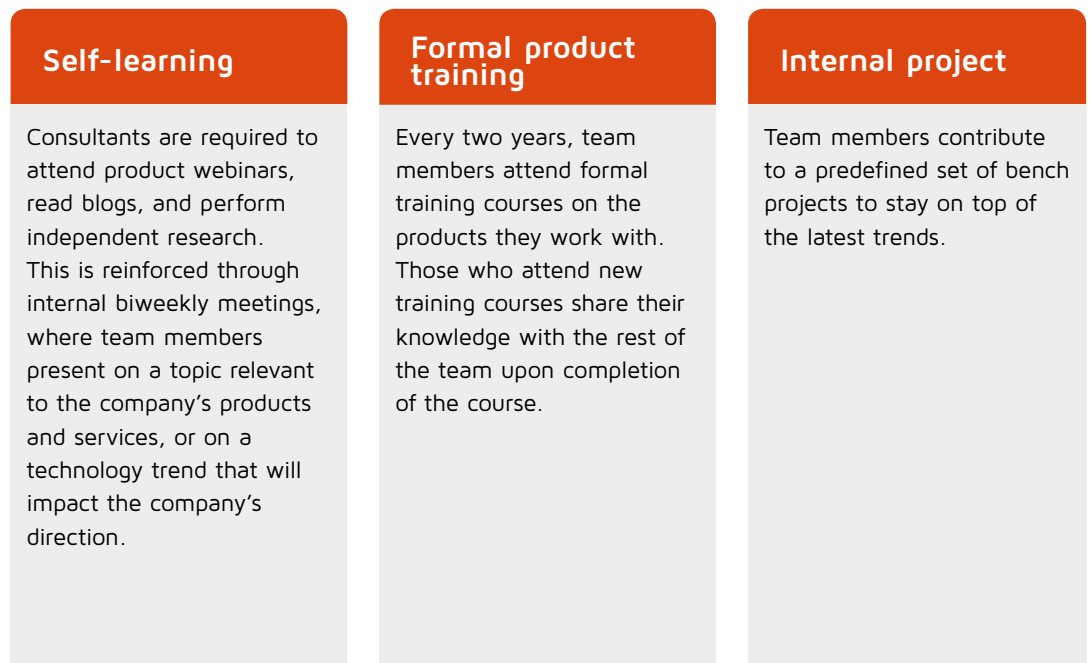 Self-learning
Consultants are required to
attend product webinars,
read blogs, and perform
independent research.
This is reinforced through
internal biweekly meetings,
where team members
present on a topic relevant
to the company’s products
and services, or on a
technology trend that will
impact the company’s
direction.
Formal product
training
Every two years, team
members attend formal
training courses on the
products they work with.
Those who attend new
training courses share their
knowledge with the rest of
the team upon completion
of the course.
Internal project
Team members contribute
to a predefined set of bench
projects to stay on top of
the latest trends.